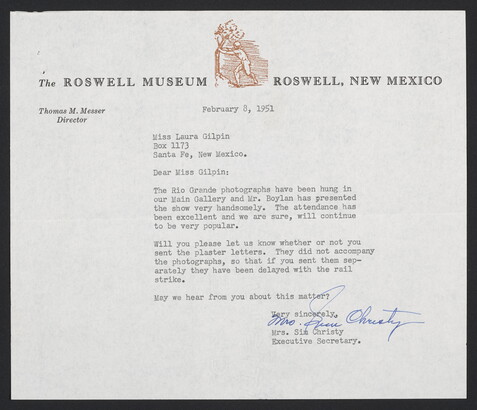 The ROSWELL MUSEUM ROSWELL, NEW MEXICO
Thomas M. Messer
Director
February 8, 1951
Miss Laura Gilpin
Box 1173
Santa Fe, New Mexico.
Dear Miss Gilpin:
The Rio Grande photographs have been hung in
our Main Gallery and Mr. Boylan has presented
the show very handsomely. The attendance has
been excellent and we are sure, will continue
to be very popular.
Will you please let us know whether or not you
sent the plaster letters. They did not accompany
the photographs, so that if you sent them sep-
arately they have been delayed with the rail
strike.
May we hear from you about this matter?
Very sincerely,
Mrs. Sim Christy
Mrs. Sim Christy
Executive Secretary.